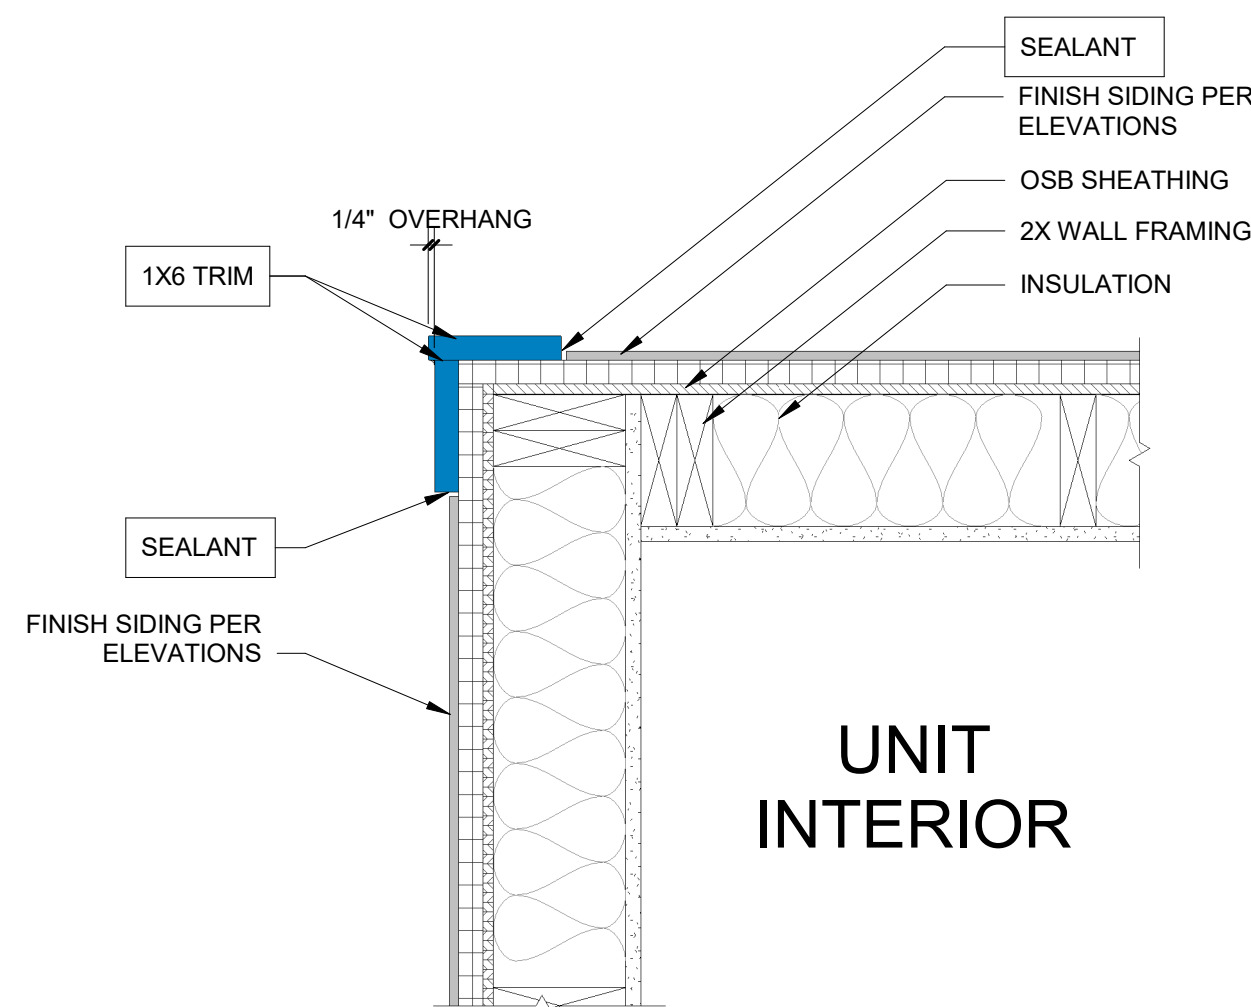 SEALANT
FINISH SIDING PER
ELEVATIONS
OSB SHEATHING
2X WALL FRAMING
INSULATION
1/4" OVERHANG
1X6 TRIM
SEALANT
FINISH SIDING PER
ELEVATIONS
UNIT
INTERIOR